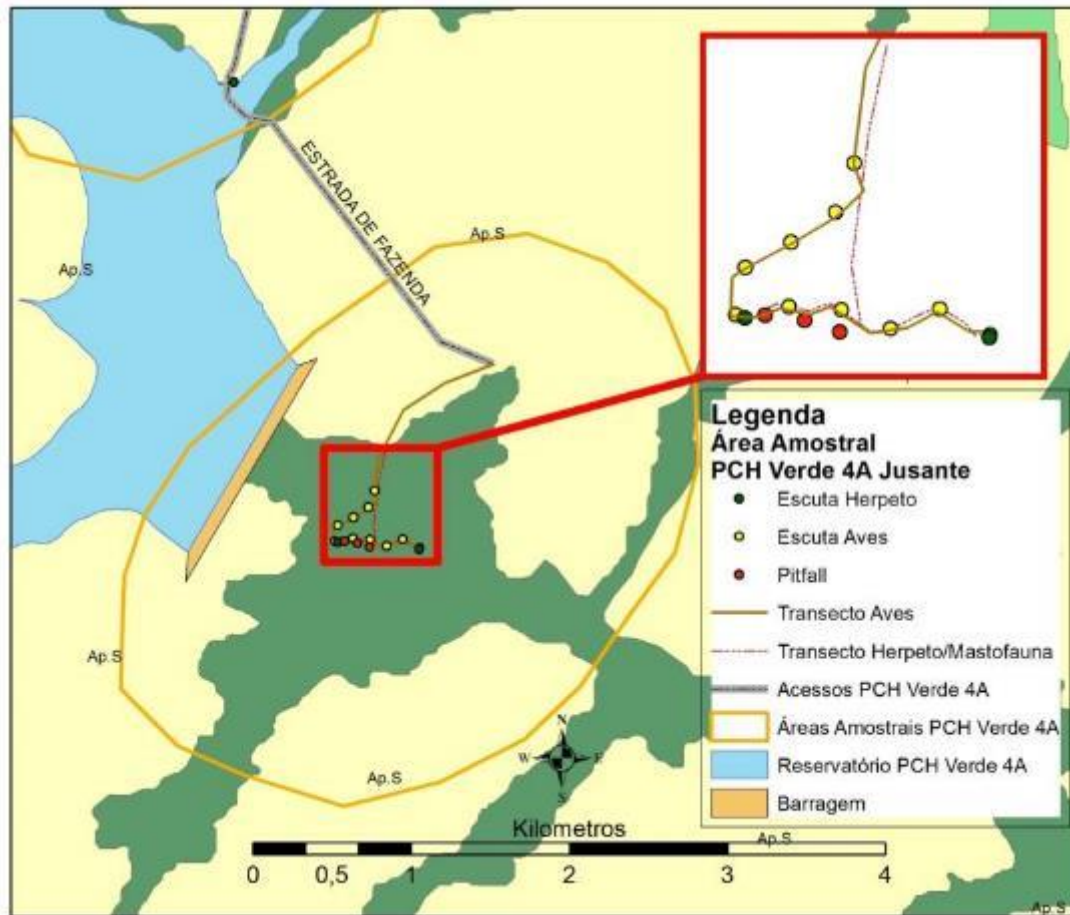 ESTRADA DE FAZENDA
Ap.S
Ap.S
Ap.S
Ap.S
Legenda
Área Amostral
PCH Verde 4A Jusante
Escuta Herpeto
Escuta Aves
Pitfall
Transecto Aves
Transecto Herpeto/Mastofauna
Acessos PCH Verde 4A
Áreas Amostrais PCH Verde 4A
Reservatório PCH Verde 4A
Barragem
N
W E
S
Kilometros
Ap.S
0 0,5 1 2 3 4
Ap.S